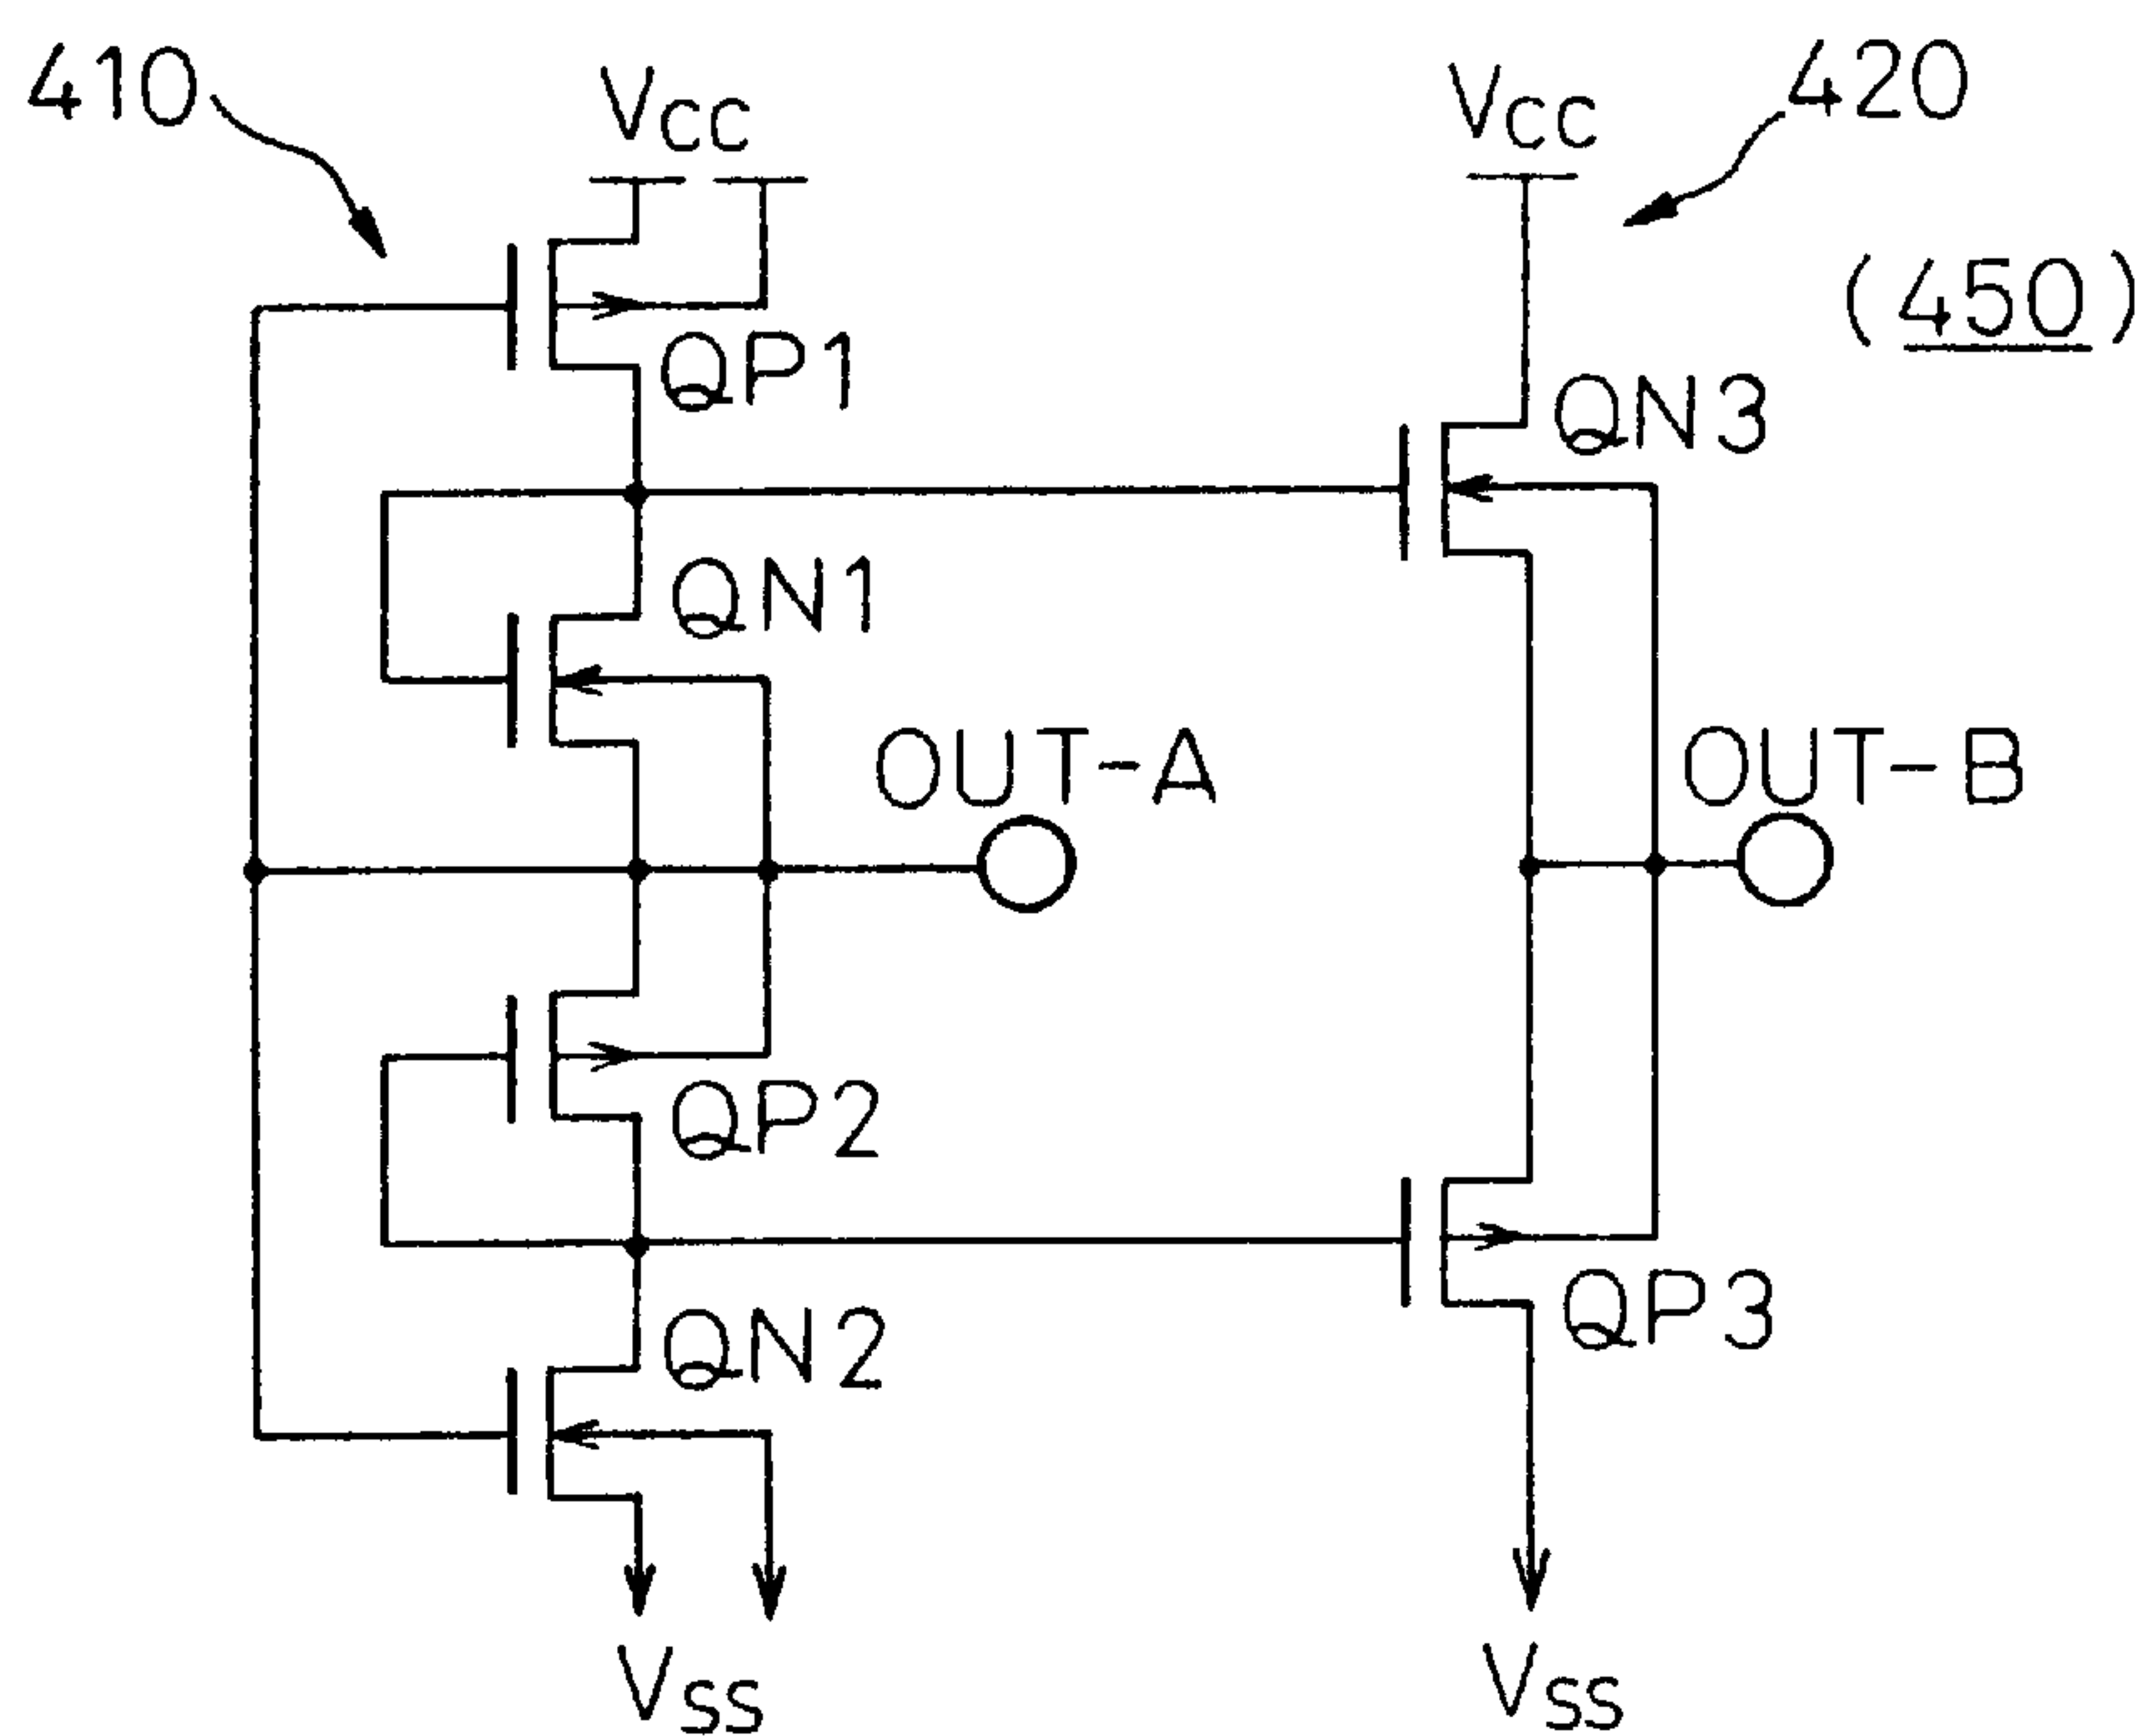 410
Vcc
Vcc
420
(450)
QP1
QN3
QN1
OUT-A
OUT-B
QP2
QP3
QN2
Vss
Vss